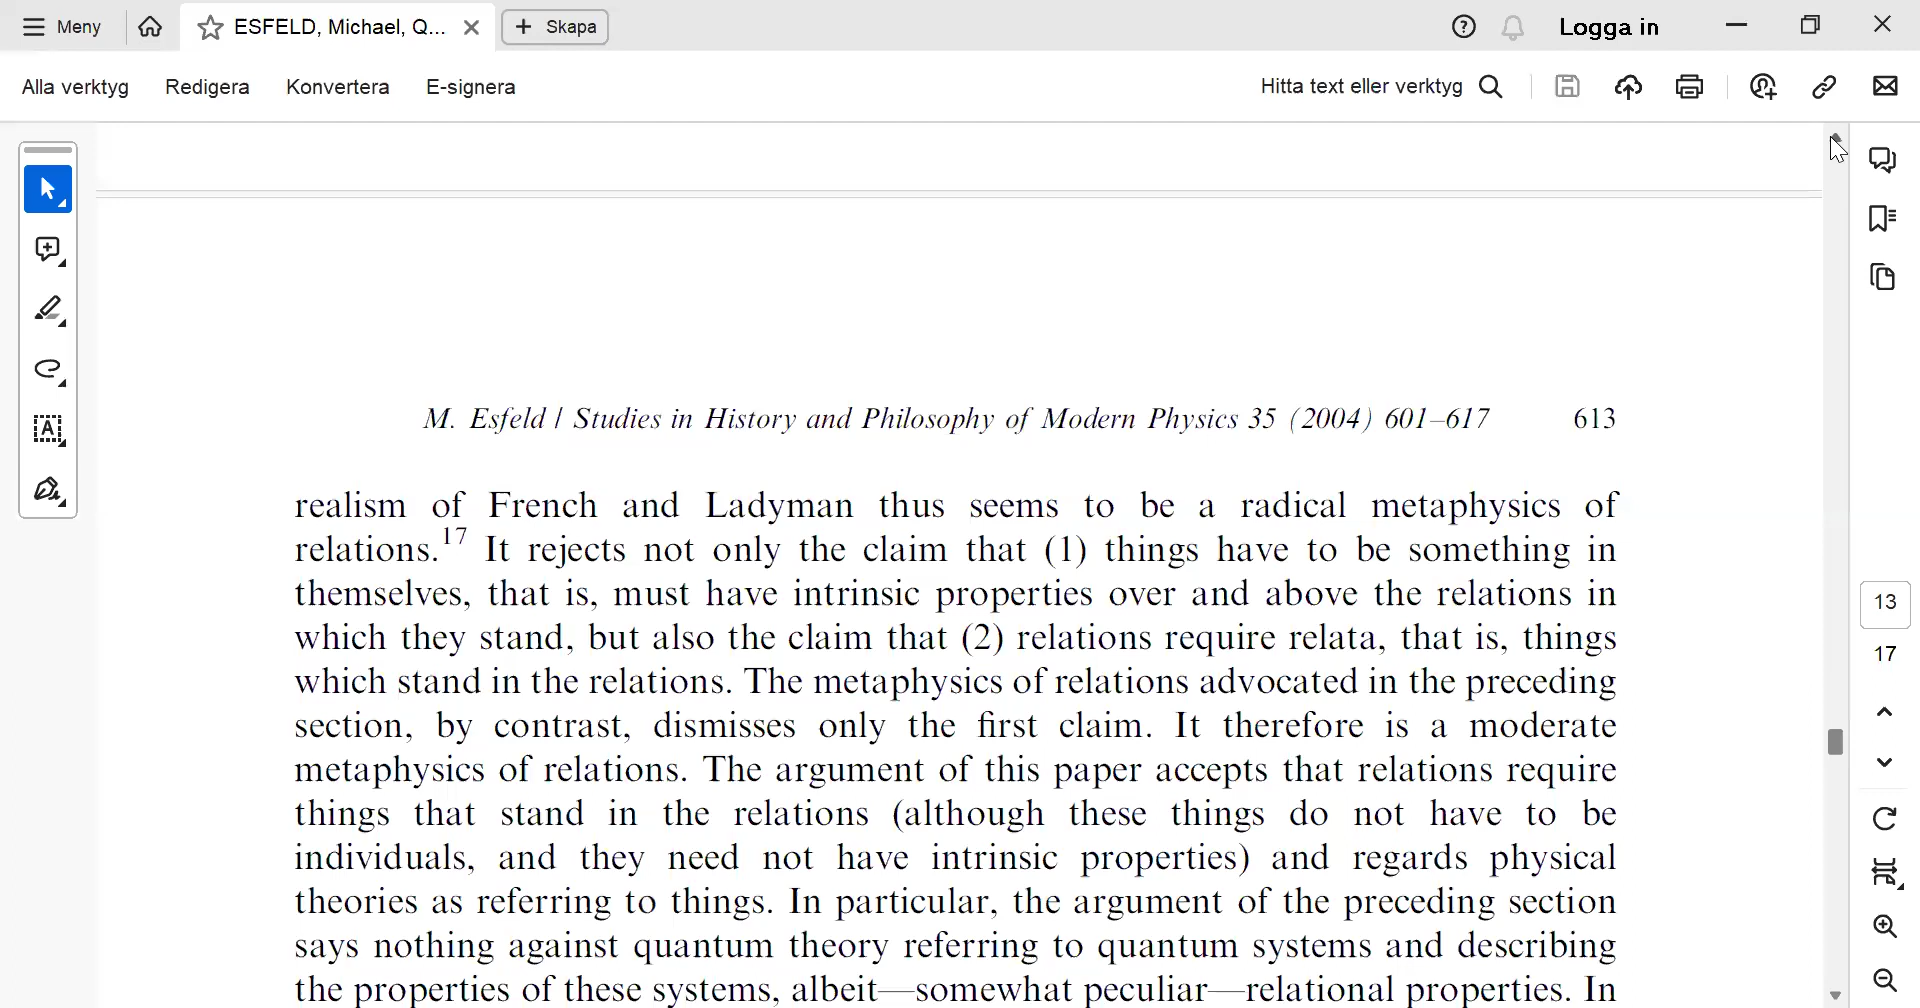 Meny
ESFELD, Michael, Q...
+ Skapa
Logga in
Alla verktyg
Redigera
Konvertera
E-signera
Hitta text eller verktyg
M. Esfeld / Studies in History and Philosophy of Modern Physics 35 (2004) 601–617 613
realism of French and Ladyman thus seems to be a radical metaphysics of
relations.17 It rejects not only the claim that (1) things have to be something in
themselves, that is, must have intrinsic properties over and above the relations in
which they stand, but also the claim that (2) relations require relata, that is, things
which stand in the relations. The metaphysics of relations advocated in the preceding
section, by contrast, dismisses only the first claim. It therefore is a moderate
metaphysics of relations. The argument of this paper accepts that relations require
things that stand in the relations (although these things do not have to be
individuals, and they need not have intrinsic properties) and regards physical
theories as referring to things. In particular, the argument of the preceding section
says nothing against quantum theory referring to quantum systems and describing
the properties of these systems, albeit—somewhat peculiar—relational properties. In
13
17